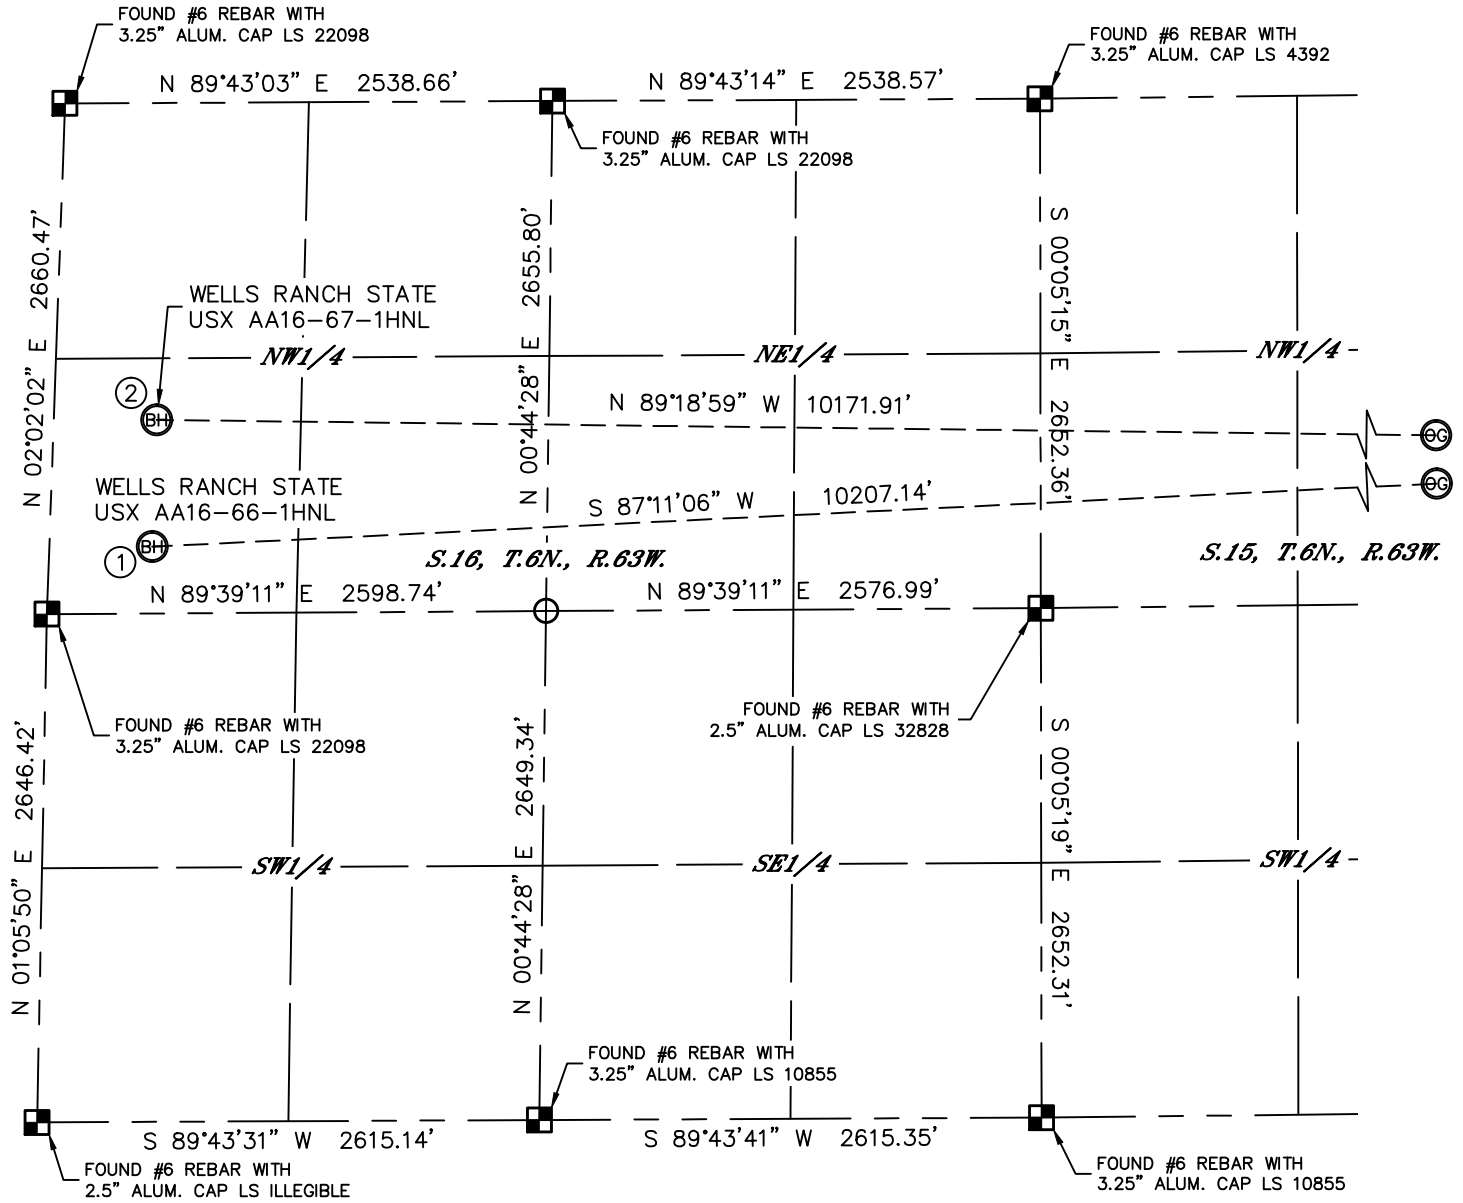 FOUND #6 REBAR WITH
3.25" ALUM. CAP LS 22098
FOUND #6 REBAR WITH
3.25" ALUM. CAP LS 4392
N 89°43'03" E 2538.66'
N 89°43'14" E 2538.57'
FOUND #6 REBAR WITH
3.25" ALUM. CAP LS 22098
N 02°02'02" E 2660.47'
N 00°44'28" E 2655.80'
S 00°05'15" E 2652.36'
WELLS RANCH STATE
USX AA16-67-1HNL
NW1/4
NE1/4
NW1/4
2
BH
N 89°18'59" W 10171.91'
OG
WELLS RANCH STATE
USX AA16-66-1HNL
S 87°11'06" W 10207.14'
OG
BH
1
S.16, T.6N., R.63W.
S.15, T.6N., R.63W.
N 89°39'11" E 2598.74'
N 89°39'11" E 2576.99'
FOUND #6 REBAR WITH
3.25" ALUM. CAP LS 22098
FOUND #6 REBAR WITH
2.5" ALUM. CAP LS 32828
N 01°05'50" E 2646.42'
N 00°44'28" E 2649.34'
S 00°05'19" E 2652.31'
SW1/4
SE1/4
SW1/4
FOUND #6 REBAR WITH
3.25" ALUM. CAP LS 10855
S 89°43'31" W 2615.14'
S 89°43'41" W 2615.35'
FOUND #6 REBAR WITH
2.5" ALUM. CAP LS ILLEGIBLE
FOUND #6 REBAR WITH
3.25" ALUM. CAP LS 10855